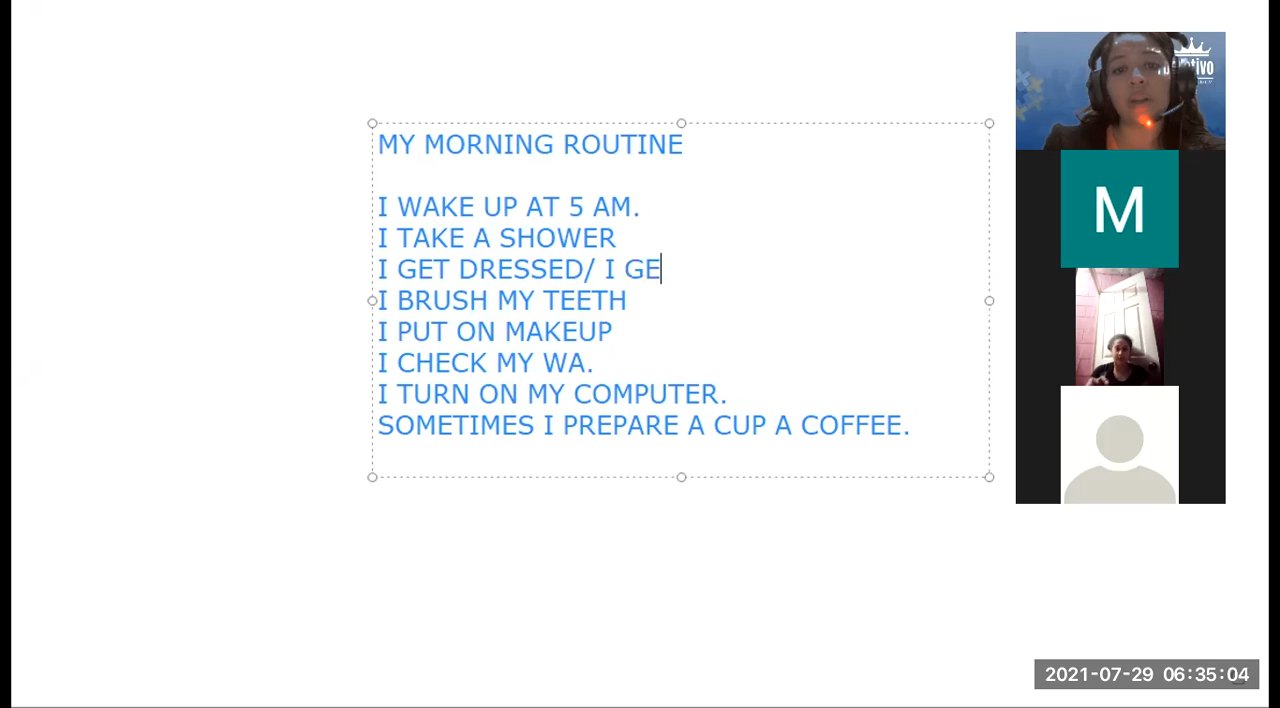 MY MORNING ROUTINE
I WAKE UP AT 5 AM.
I TAKE A SHOWER
I GET DRESSED/ I GE
I BRUSH MY TEETH
I PUT ON MAKEUP
I CHECK MY WA.
I TURN ON MY COMPUTER.
SOMETIMES I PREPARE A CUP A COFFEE.
M
2021-07-29 06:35:04